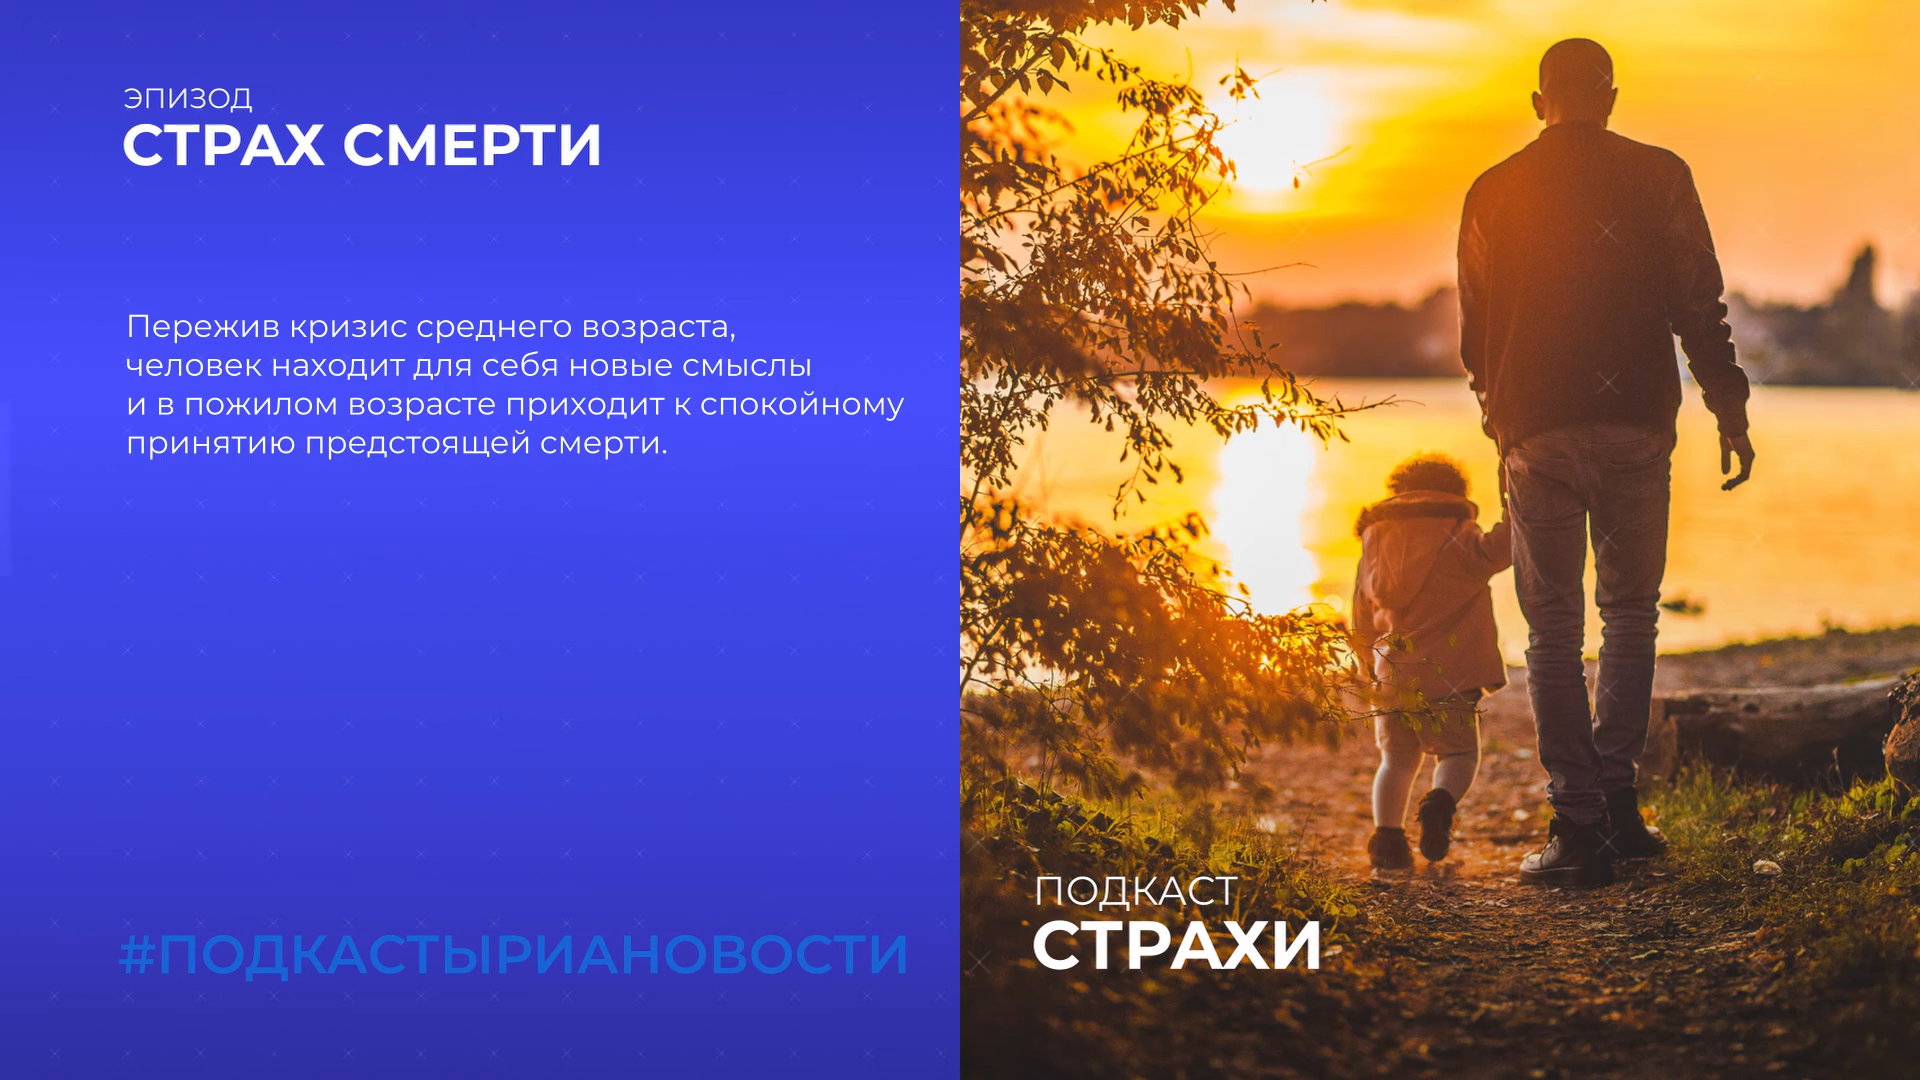 ЭПИЗОД
СТРАХ СМЕРТИ
Пережив кризис среднего возраста,
человек находит для себя новые смыслы
и в пожилом возрасте приходит к спокойному
принятию предстоящей смерти.
#ПОДКАСТЫРИАНОВОСТИ
ПОДКАСТ
СТРАХИ